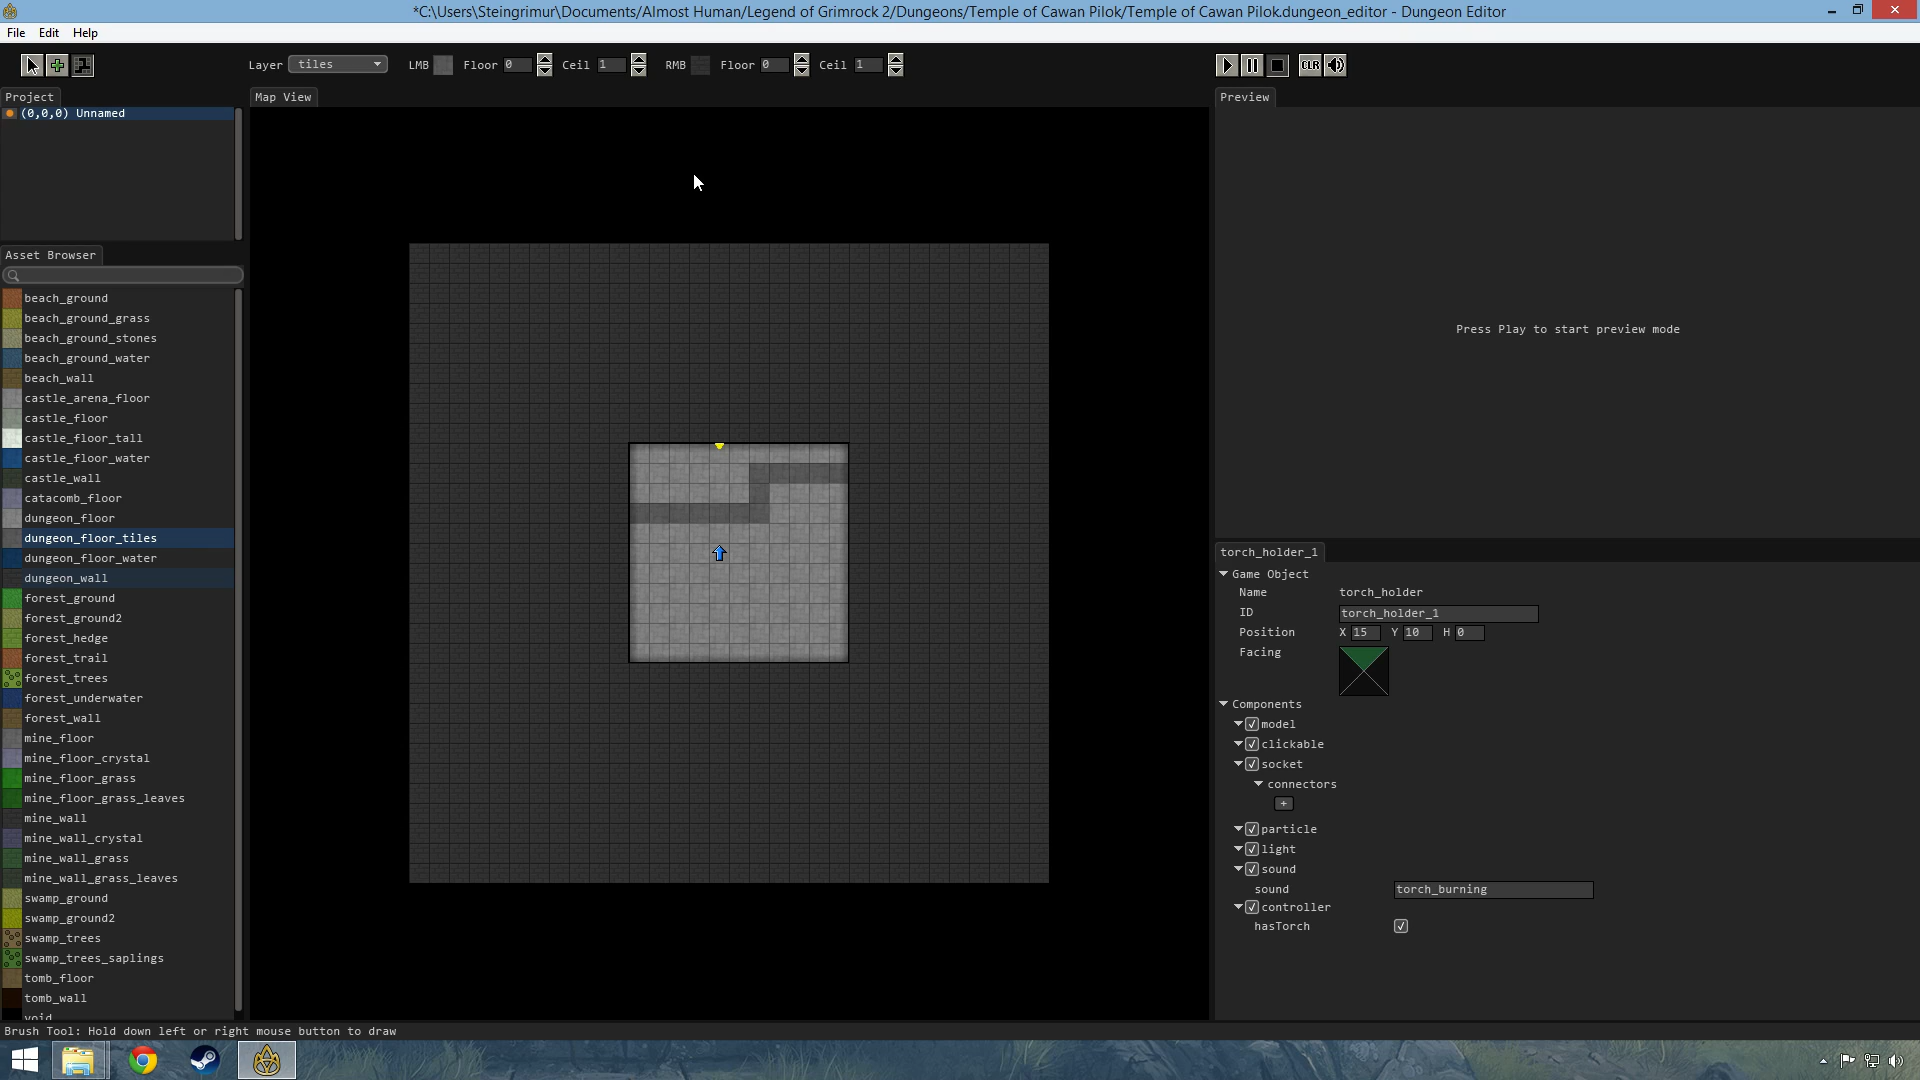 *C:\Users\Steingrimur\Documents/Almost Human/Legend of Grimrock 2/Dungeons/Temple of Cawan Pilok/Temple of Cawan Pilok.dungeon_editor - Dungeon Editor
File Edit Help
Layer tiles LMB Floor 0 Ceil 1 RMB Floor 0 Ceil 1 CLR
Project
(0,0,0) Unnamed
Map View
Preview
Press Play to start preview mode
Asset Browser
beach_ground
beach_ground_grass
beach_ground_stones
beach_ground_water
beach_wall
castle_arena_floor
castle_floor
castle_floor_tall
castle_floor_water
castle_wall
catacomb_floor
dungeon_floor
dungeon_floor_tiles
dungeon_floor_water
dungeon_wall
forest_ground
forest_ground2
forest_hedge
forest_trail
forest_trees
forest_underwater
forest_wall
mine_floor
mine_floor_crystal
mine_floor_grass
mine_floor_grass_leaves
mine_wall
mine_wall_crystal
mine_wall_grass
mine_wall_grass_leaves
swamp_ground
swamp_ground2
swamp_trees
swamp_trees_saplings
tomb_floor
tomb_wall
void
torch_holder_1
Game Object
Name torch_holder
ID torch_holder_1
Position X 15 Y 10 H 0
Facing
Components
model
clickable
socket
connectors
+
particle
light
sound
sound torch_burning
controller
hasTorch
Brush Tool: Hold down left or right mouse button to draw